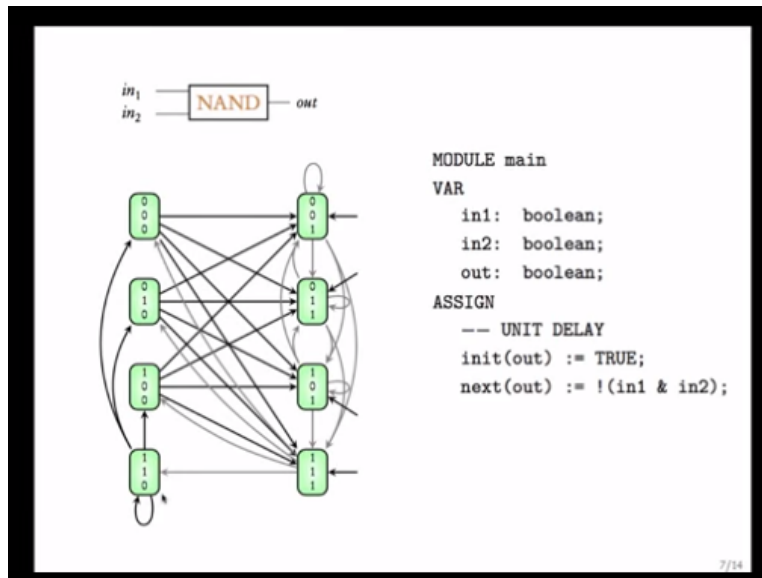 in1
in2
NAND
out
0
0
0
0
0
1
0
1
0
0
1
1
1
0
0
1
0
1
1
1
0
1
1
1
MODULE main
VAR
in1: boolean;
in2: boolean;
out: boolean;
ASSIGN
-- UNIT DELAY
init(out) := TRUE;
next(out) := !(in1 & in2);
7/14